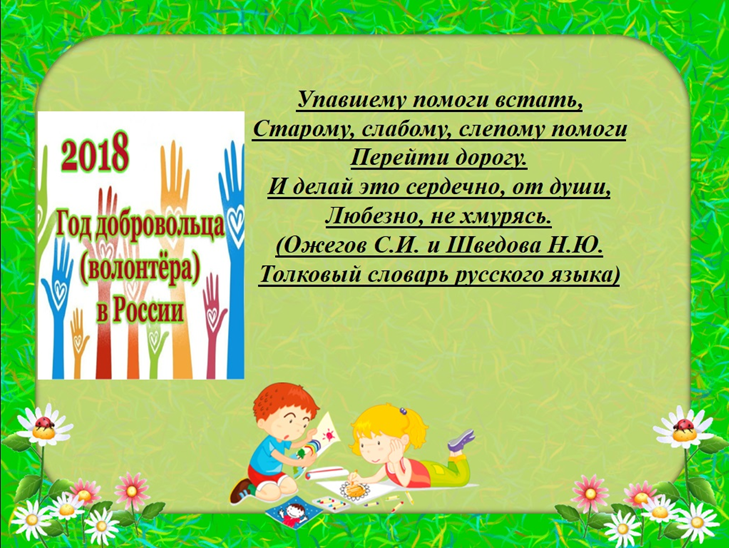 2018
Год добровольца
(волонтёра)
в России
Упавшему помоги встать,
Старому, слабому, слепому помоги
Перейти дорогу.
И делай это сердечно, от души,
Любезно, не хмурясь.
(Ожегов С.И. и Шведова Н.Ю.
Толковый словарь русского языка)